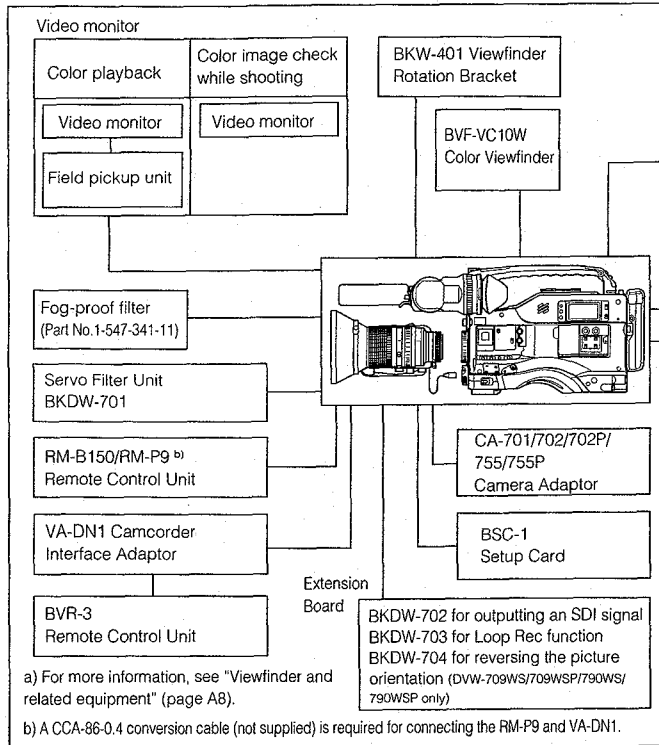 Video monitor
Color playback
Color image check
while shooting
Video monitor
Video monitor
Field pickup unit
BKW-401 Viewfinder
Rotation Bracket
BVF-VC10W
Color Viewfinder
Fog-proof filter
(Part No.1-547-341-11)
Servo Filter Unit
BKDW-701
RM-B150/RM-P9 b)
Remote Control Unit
VA-DN1 Camcorder
Interface Adaptor
BVR-3
Remote Control Unit
CA-701/702/702P/
755/755P
Camera Adaptor
BSC-1
Setup Card
Extension
Board
BKDW-702 for outputting an SDI signal
BKDW-703 for Loop Rec function
BKDW-704 for reversing the picture
orientation (DVW-709WS/709WSP/790WS/
790WSP only)
a) For more information, see "Viewfinder and
related equipment" (page A8).
b) A CCA-86-0.4 conversion cable (not supplied) is required for connecting the RM-P9 and VA-DN1.